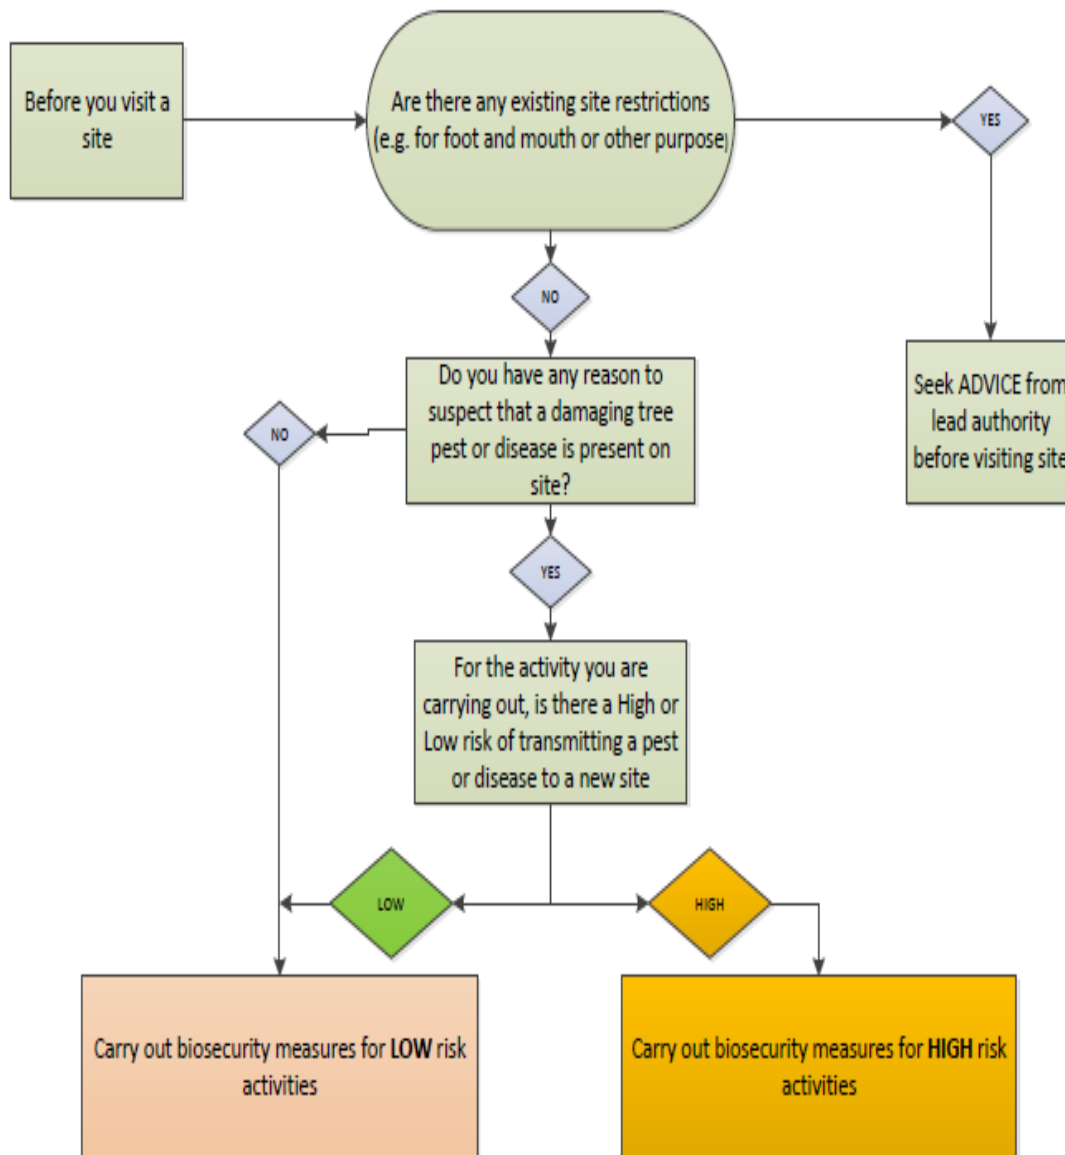 Before you visit a
site
Are there any existing site restrictions
(e.g. for foot and mouth or other purpose)
YES
NO
Seek ADVICE from
lead authority
before visiting site
Do you have any reason to
suspect that a damaging tree
pest or disease is present on
site?
NO
YES
For the activity you are
carrying out, is there a High or
Low risk of transmitting a pest
or disease to a new site
LOW
HIGH
Carry out biosecurity measures for LOW risk
activities
Carry out biosecurity measures for HIGH risk
activities